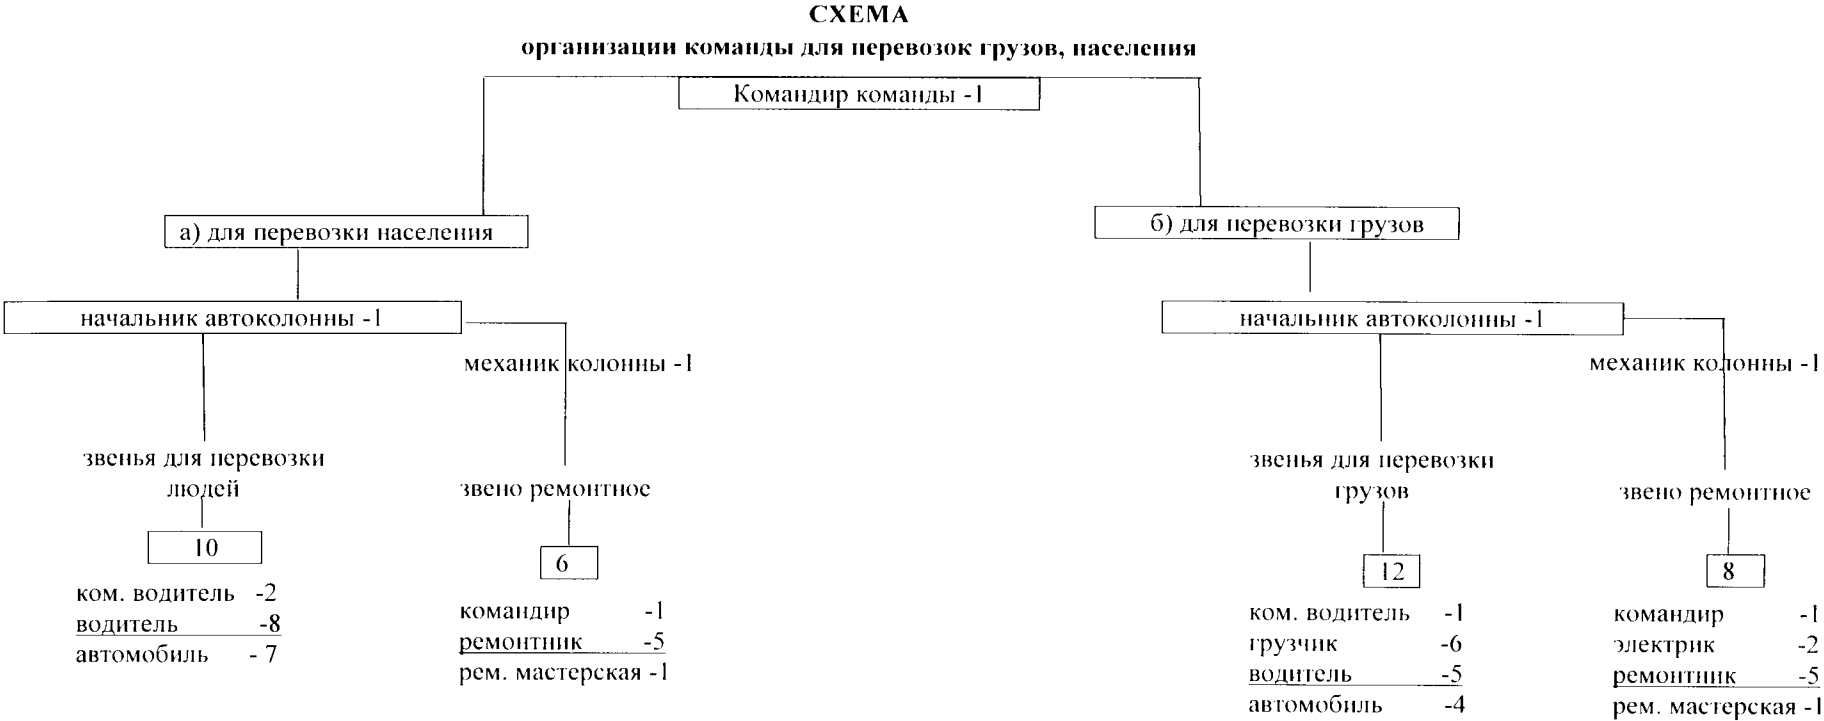 СХЕМА
организации команды для перевозок грузов, населения
Командир команды -1
а) для перевозки населения
б) для перевозки грузов
начальник автоколонны -1
механик колонны -1
звенья для перевозки
людей
звено ремонтное
10
6
ком. водитель -2
водитель -8
автомобиль - 7
командир -1
ремонтник -5
рем. мастерская -1
начальник автоколонны -1
механик колонны -1
звенья для перевозки
грузов
звено ремонтное
12
8
ком. водитель -1
грузчик -6
водитель -5
автомобиль -4
командир -1
электрик -2
ремонтник -5
рем. мастерская -1